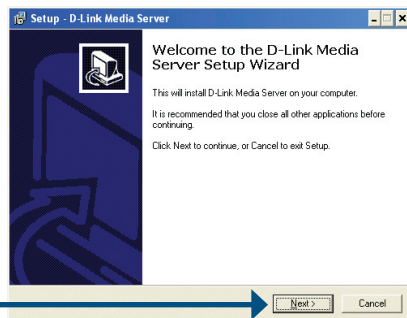 Setup - D-Link Media Server
Welcome to the D-Link Media
Server Setup Wizard
This will install D-Link Media Server on your computer.
It is recommended that you close all other applications before
continuing.
Click Next to continue, or Cancel to exit Setup.
Next >
Cancel